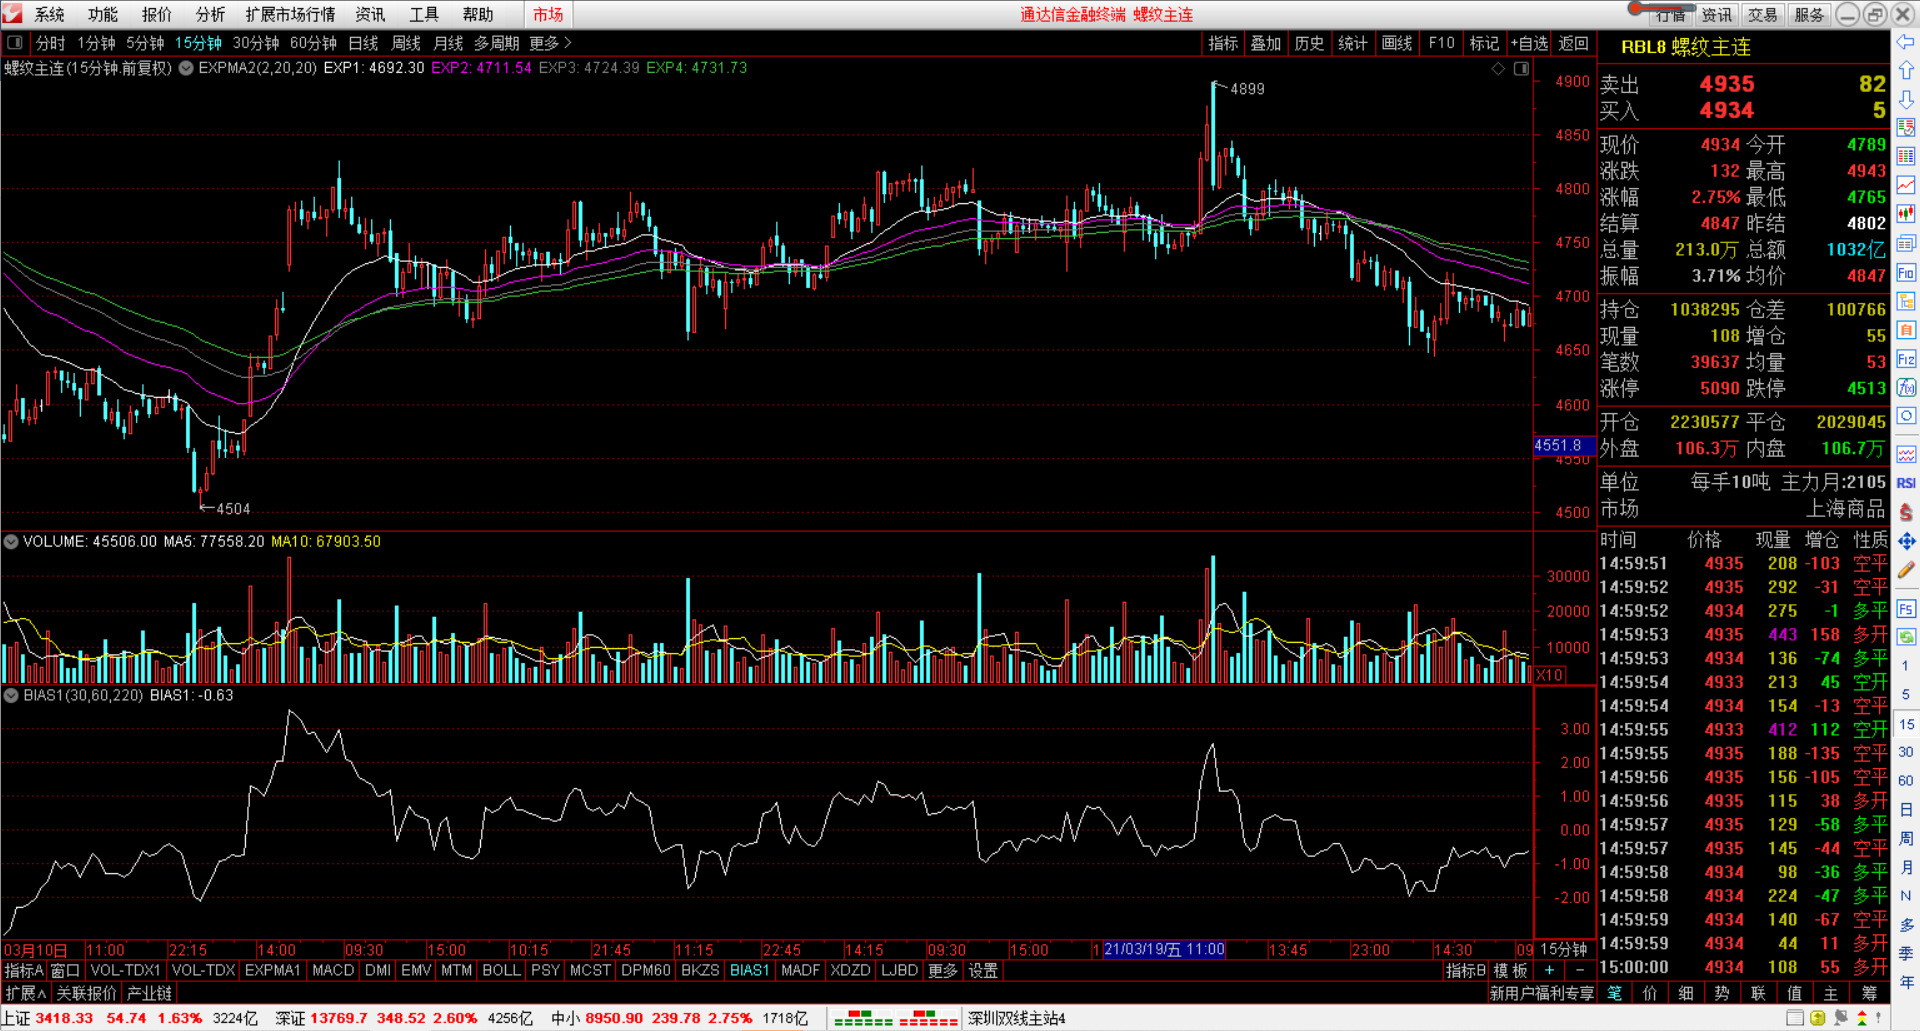 系统 功能 报价 分析 扩展市场行情 资讯 工具 帮助 市场 通达信金融终端 螺纹主连 行情 资讯 交易 服务
分时 1分钟 5分钟 15分钟 30分钟 60分钟 日线 周线 月线 多周期 更多 > 指标 叠加 历史 统计 画线 F10 标记 +自选 返回
RBL8 螺纹主连
螺纹主连(15分钟.前复权) EXPMA2(2,20,20) EXP1: 4692.30 EXP2: 4711.54 EXP3: 4724.39 EXP4: 4731.73
4899
4504
4900
4850
4800
4750
4700
4650
4600
4551.8
4550
4500
VOLUME: 45506.00 MA5: 77558.20 MA10: 67903.50
30000
20000
10000
X10
BIAS1(30,60,220) BIAS1: -0.63
3.00
2.00
1.00
0.00
-1.00
-2.00
03月10日 11:00 22:15 14:00 09:30 15:00 10:15 21:45 11:15 22:45 14:15 09:30 15:00 1 21/03/19/五 11:00 13:45 23:00 14:30 09 15分钟
指标A 窗口 VOL-TDX1 VOL-TDX EXPMA1 MACD DMI EMV MTM BOLL PSY MCST DPM60 BKZS BIAS1 MADF XDZD LJBD 更多 设置 指标B 模板 + -
扩展∧ 关联报价 产业链 新用户福利专享 笔 价 细 势 联 值 主 筹
卖出 4935 82
买入 4934 5
现价 4934 今开 4789
涨跌 132 最高 4943
涨幅 2.75% 最低 4765
结算 4847 昨结 4802
总量 213.0万 总额 1032亿
振幅 3.71% 均价 4847
持仓 1038295 仓差 100766
现量 108 增仓 55
笔数 39637 均量 53
涨停 5090 跌停 4513
开仓 2230577 平仓 2029045
外盘 106.3万 内盘 106.7万
单位 每手10吨 主力月:2105
市场 上海商品
时间 价格 现量 增仓 性质
14:59:51 4935 208 -103 空平
14:59:52 4935 292 -31 空平
14:59:52 4934 275 -1 多平
14:59:53 4935 443 158 多开
14:59:53 4934 136 -74 多平
14:59:54 4933 213 45 空开
14:59:54 4934 154 -13 空平
14:59:55 4933 412 112 空开
14:59:55 4935 188 -135 空平
14:59:56 4935 156 -105 空平
14:59:56 4935 115 38 多开
14:59:57 4935 129 -58 多平
14:59:57 4935 145 -44 空平
14:59:58 4934 98 -36 多平
14:59:58 4934 224 -47 多平
14:59:59 4934 140 -67 空平
14:59:59 4934 44 11 多开
15:00:00 4934 108 55 多开
F10
自
F12
f(x)
RSI
$
F5
1
5
15
30
60
日
周
月
N
多
季
年
上证 3418.33 54.74 1.63% 3224亿 深证 13769.7 348.52 2.60% 4256亿 中小 8950.90 239.78 2.75% 1718亿 深圳双线主站4